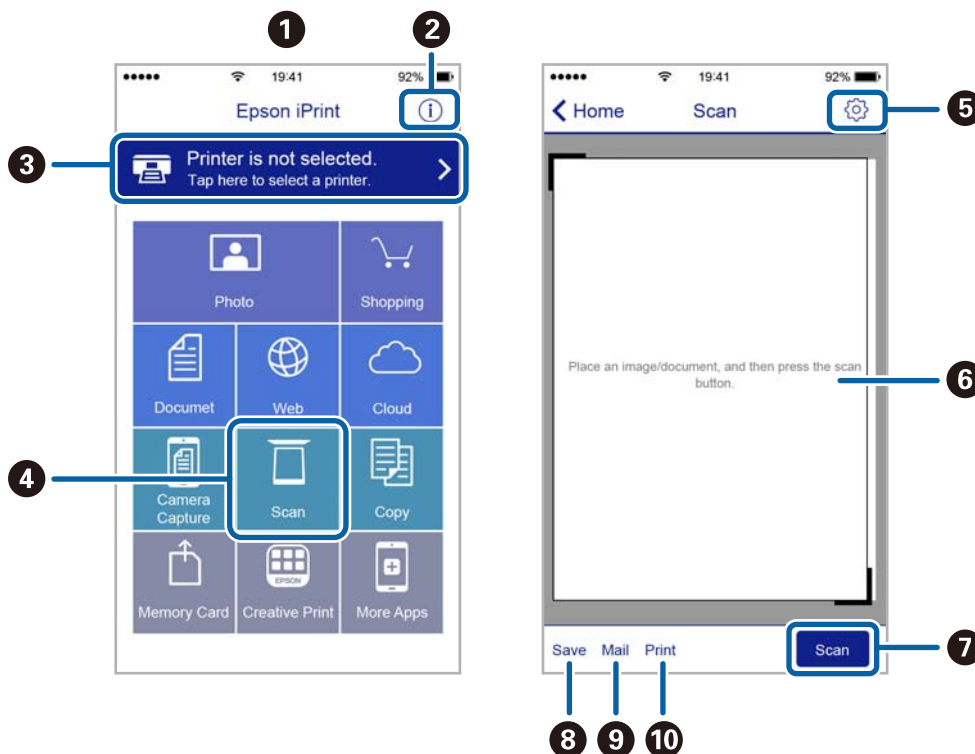 1
2
19:41
92%
Epson iPrint
i
3
Printer is not selected.
Tap here to select a printer.
Photo
Shopping
Documet
Web
Cloud
4
Camera
Capture
Scan
Copy
EPSON
Memory Card
Creative Print
More Apps
19:41
92%
Home
Scan
5
Place an image/document, and then press the scan
button.
6
Save
Mail
Print
Scan
7
8
9
10